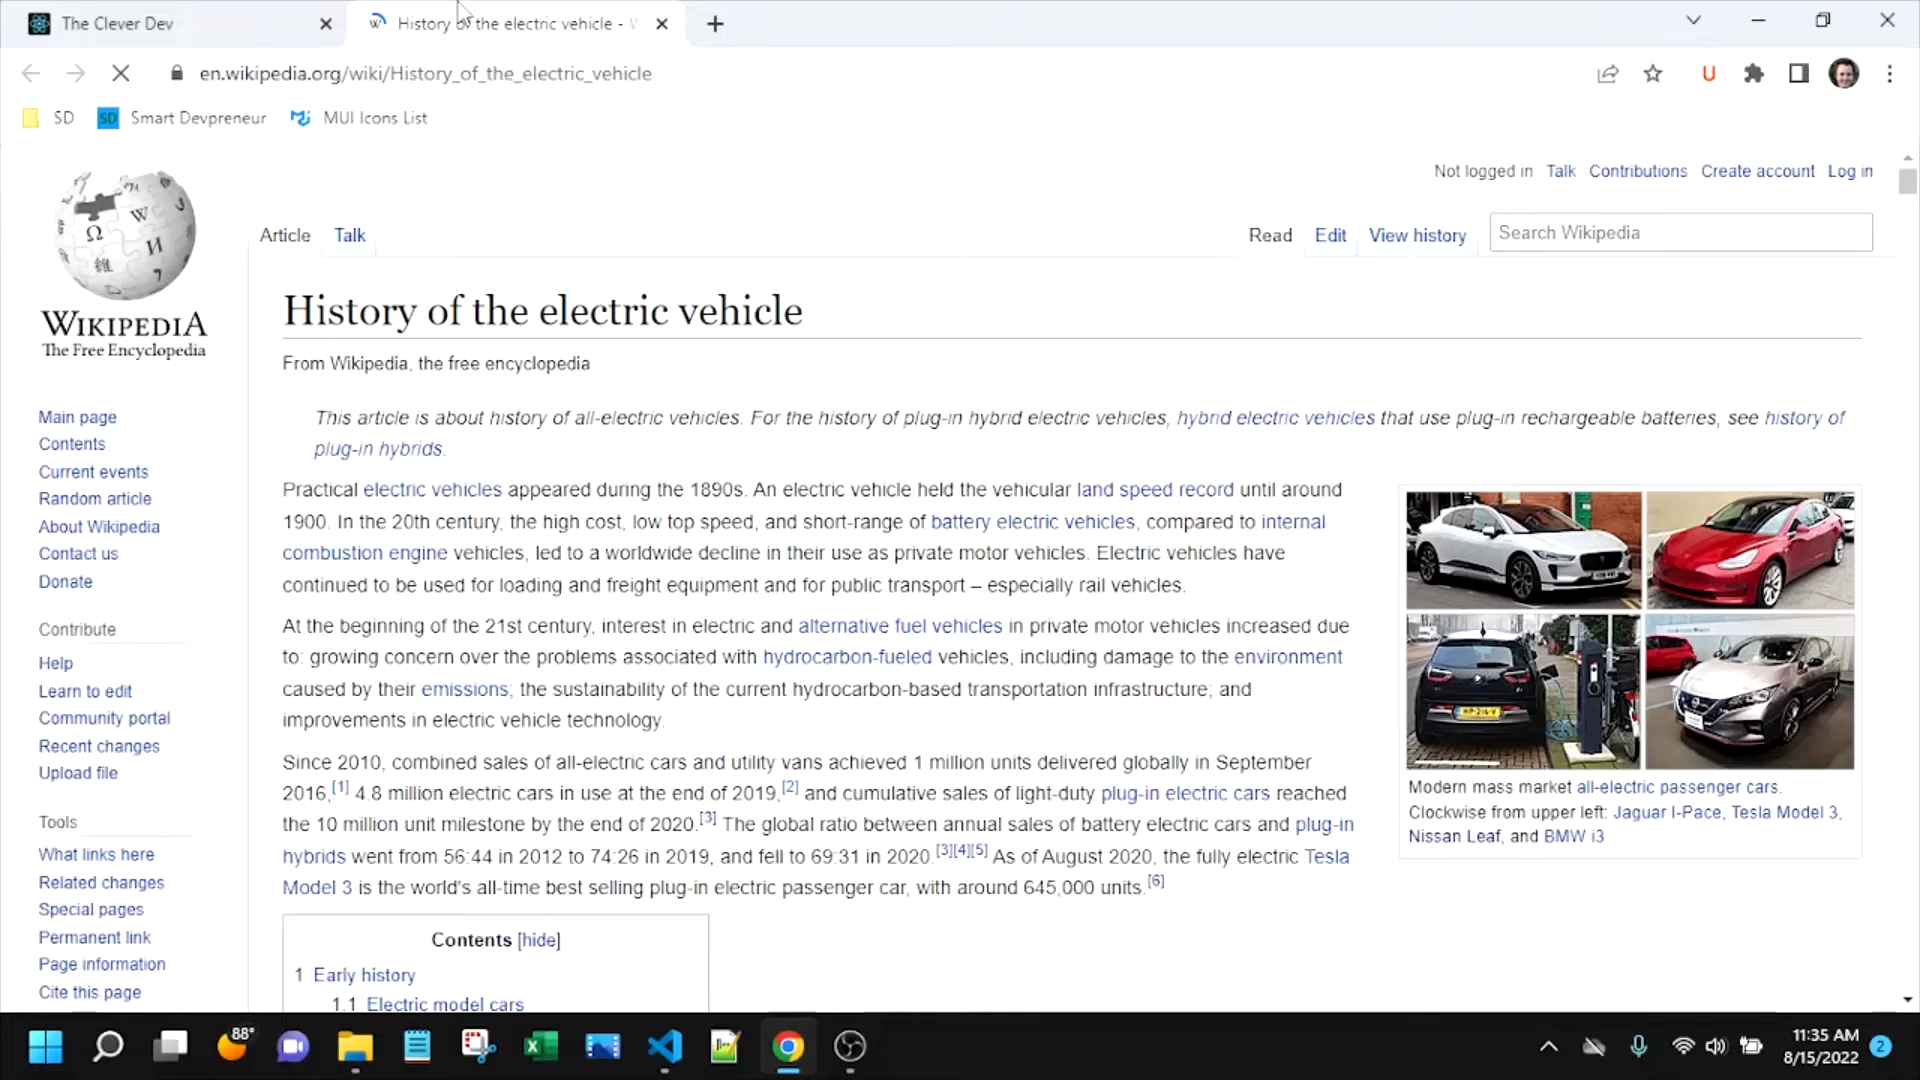 The Clever Dev
History of the electric vehicle - W
en.wikipedia.org/wiki/History_of_the_electric_vehicle
U
SD
SD Smart Devpreneur
MUI Icons List
Not logged in Talk Contributions Create account Log in
Article Talk
Read Edit View history
Search Wikipedia
WIKIPEDIA
The Free Encyclopedia
Main page
Contents
Current events
Random article
About Wikipedia
Contact us
Donate
Contribute
Help
Learn to edit
Community portal
Recent changes
Upload file
Tools
What links here
Related changes
Special pages
Permanent link
Page information
Cite this page
History of the electric vehicle
From Wikipedia, the free encyclopedia
This article is about history of all-electric vehicles. For the history of plug-in hybrid electric vehicles, hybrid electric vehicles that use plug-in rechargeable batteries, see history of
plug-in hybrids.
Practical electric vehicles appeared during the 1890s. An electric vehicle held the vehicular land speed record until around
1900. In the 20th century, the high cost, low top speed, and short-range of battery electric vehicles, compared to internal
combustion engine vehicles, led to a worldwide decline in their use as private motor vehicles. Electric vehicles have
continued to be used for loading and freight equipment and for public transport – especially rail vehicles.
At the beginning of the 21st century, interest in electric and alternative fuel vehicles in private motor vehicles increased due
to: growing concern over the problems associated with hydrocarbon-fueled vehicles, including damage to the environment
caused by their emissions; the sustainability of the current hydrocarbon-based transportation infrastructure; and
improvements in electric vehicle technology.
Since 2010, combined sales of all-electric cars and utility vans achieved 1 million units delivered globally in September
2016,[1] 4.8 million electric cars in use at the end of 2019,[2] and cumulative sales of light-duty plug-in electric cars reached
the 10 million unit milestone by the end of 2020.[3] The global ratio between annual sales of battery electric cars and plug-in
hybrids went from 56:44 in 2012 to 74:26 in 2019, and fell to 69:31 in 2020.[3][4][5] As of August 2020, the fully electric Tesla
Model 3 is the world's all-time best selling plug-in electric passenger car, with around 645,000 units.[6]
Modern mass market all-electric passenger cars.
Clockwise from upper left: Jaguar I-Pace, Tesla Model 3,
Nissan Leaf, and BMW i3
Contents [hide]
1 Early history
1.1 Electric model cars
88°
11:35 AM
8/15/2022
2